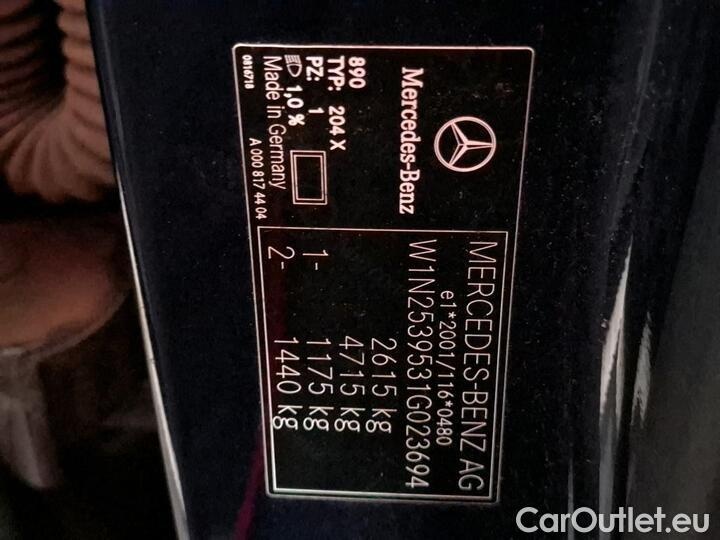 MERCEDES-BENZ AG
e1*2001/116*0480
W1N2539531G023694
2615 kg
4715 kg
1- 1175 kg
2- 1440 kg
Mercedes-Benz
890
TYP: 204 X
PZ: 1
1,0 %
Made in Germany
0816718 A 000 817 44 04
CarOutlet.eu